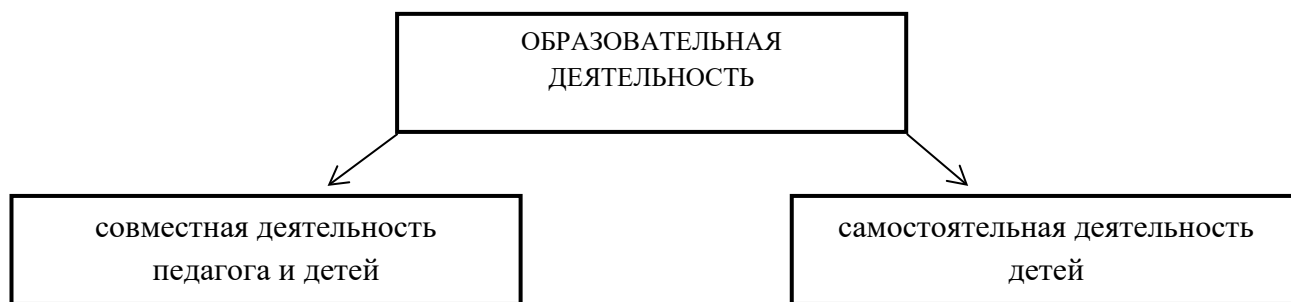 ОБРАЗОВАТЕЛЬНАЯ
ДЕЯТЕЛЬНОСТЬ
совместная деятельность
педагога и детей
самостоятельная деятельность
детей